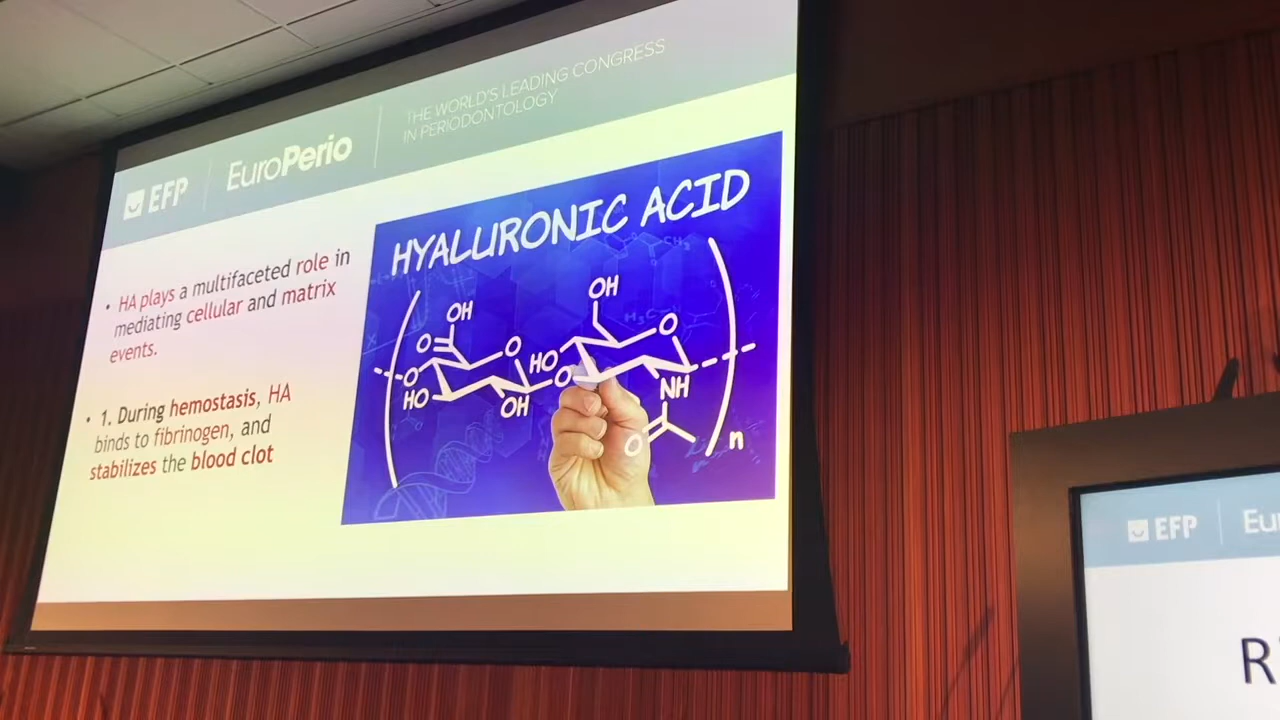 EFP
EuroPerio
THE WORLD'S LEADING CONGRESS
IN PERIODONTOLOGY
• HA plays a multifaceted role in
mediating cellular and matrix
events.
• 1. During hemostasis, HA
binds to fibrinogen, and
stabilizes the blood clot
HYALURONIC ACID
OH
OH
O
O
O
O
HO
O
HO
OH
NH
O
n
CH₃
H₃C
EFP
Eu
R